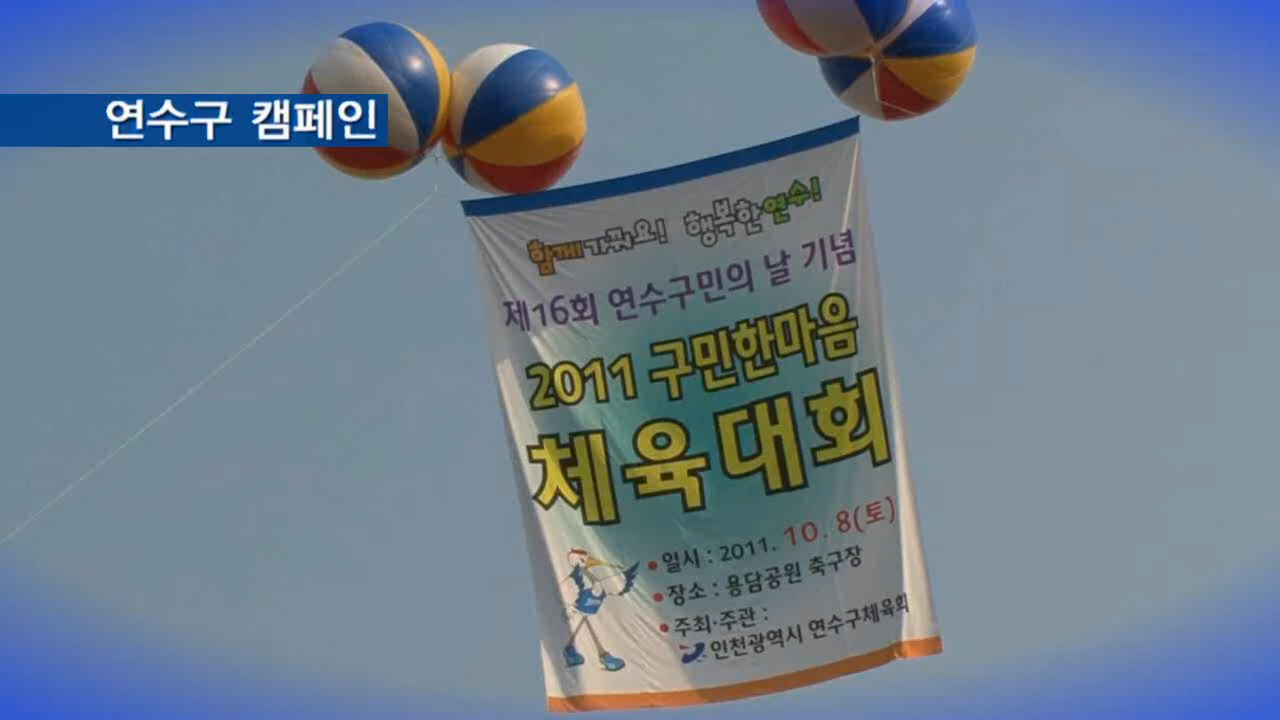 연수구 캠페인
함께가꿔요! 행복한연수!
제16회 연수구민의 날 기념
2011 구민한마음
체육대회
• 일시 : 2011. 10. 8(토)
• 장소 : 용담공원 축구장
• 주최·주관 :
인천광역시 연수구체육회